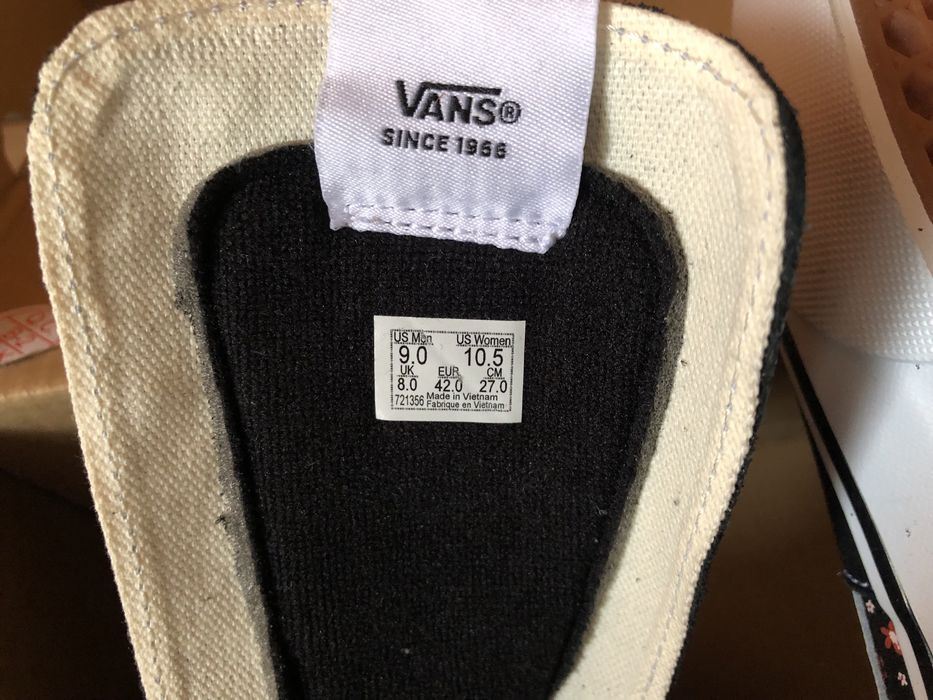 VANS®
SINCE 1966
US Men US Women
9.0 10.5
UK EUR CM
8.0 42.0 27.0
721356 Made in Vietnam
Fabrique en Vietnam